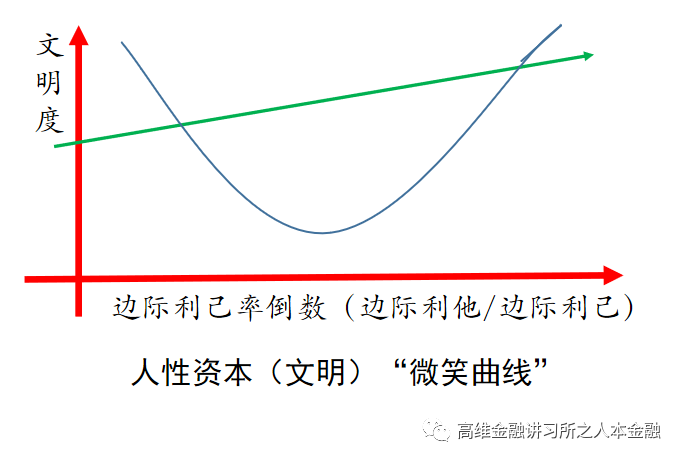 文明度
边际利己率倒数（边际利他/边际利己）
人性资本（文明）“微笑曲线”
高维金融讲习所之人本金融